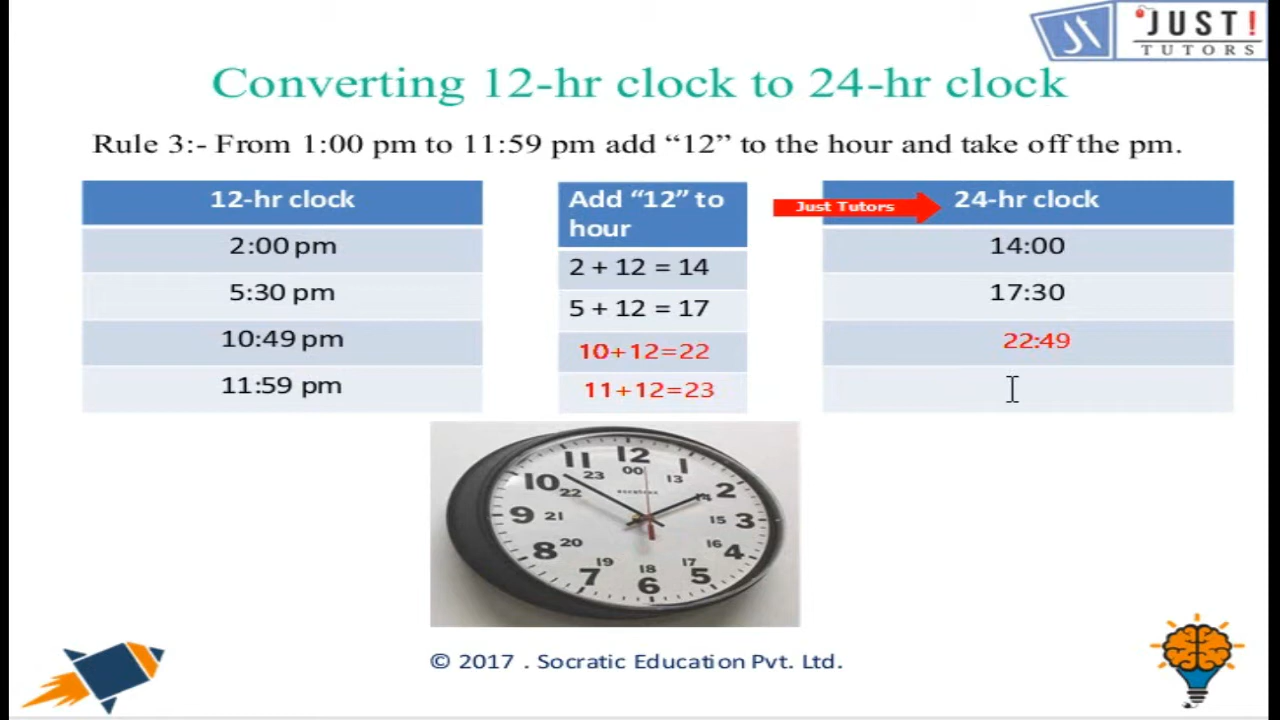 JUST!
TUTORS
Converting 12-hr clock to 24-hr clock
Rule 3:- From 1:00 pm to 11:59 pm add “12” to the hour and take off the pm.
12-hr clock
2:00 pm
5:30 pm
10:49 pm
11:59 pm
Add “12” to
hour
2 + 12 = 14
5 + 12 = 17
10+12=22
11+12=23
Just Tutors
24-hr clock
14:00
17:30
22:49
12
1
2
3
4
5
6
7
8
9
10
11
00
13
14
15
16
17
18
19
20
21
22
23
© 2017 . Socratic Education Pvt. Ltd.